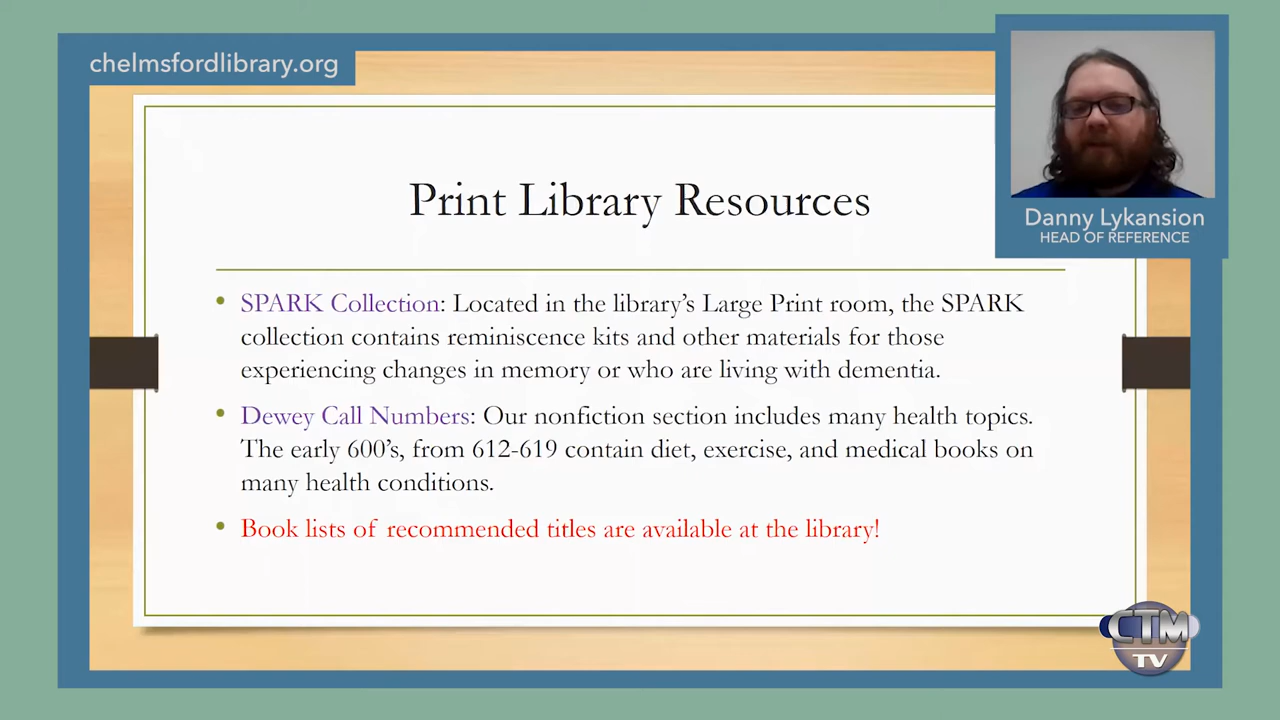 chelmsfordlibrary.org
Print Library Resources
Danny Lykansion
HEAD OF REFERENCE
• SPARK Collection: Located in the library’s Large Print room, the SPARK
collection contains reminiscence kits and other materials for those
experiencing changes in memory or who are living with dementia.
• Dewey Call Numbers: Our nonfiction section includes many health topics.
The early 600’s, from 612-619 contain diet, exercise, and medical books on
many health conditions.
• Book lists of recommended titles are available at the library!
CTM
TV